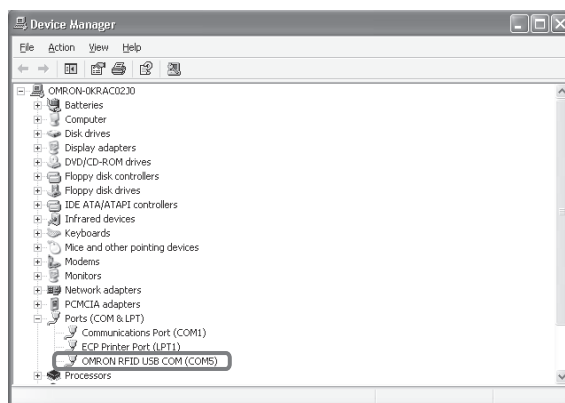 Device Manager
File Action View Help
OMRON-0KRAC02J0
Batteries
Computer
Disk drives
Display adapters
DVD/CD-ROM drives
Floppy disk controllers
Floppy disk drives
IDE ATA/ATAPI controllers
Infrared devices
Keyboards
Mice and other pointing devices
Modems
Monitors
Network adapters
PCMCIA adapters
Ports (COM & LPT)
Communications Port (COM1)
ECP Printer Port (LPT1)
OMRON RFID USB COM (COM5)
Processors